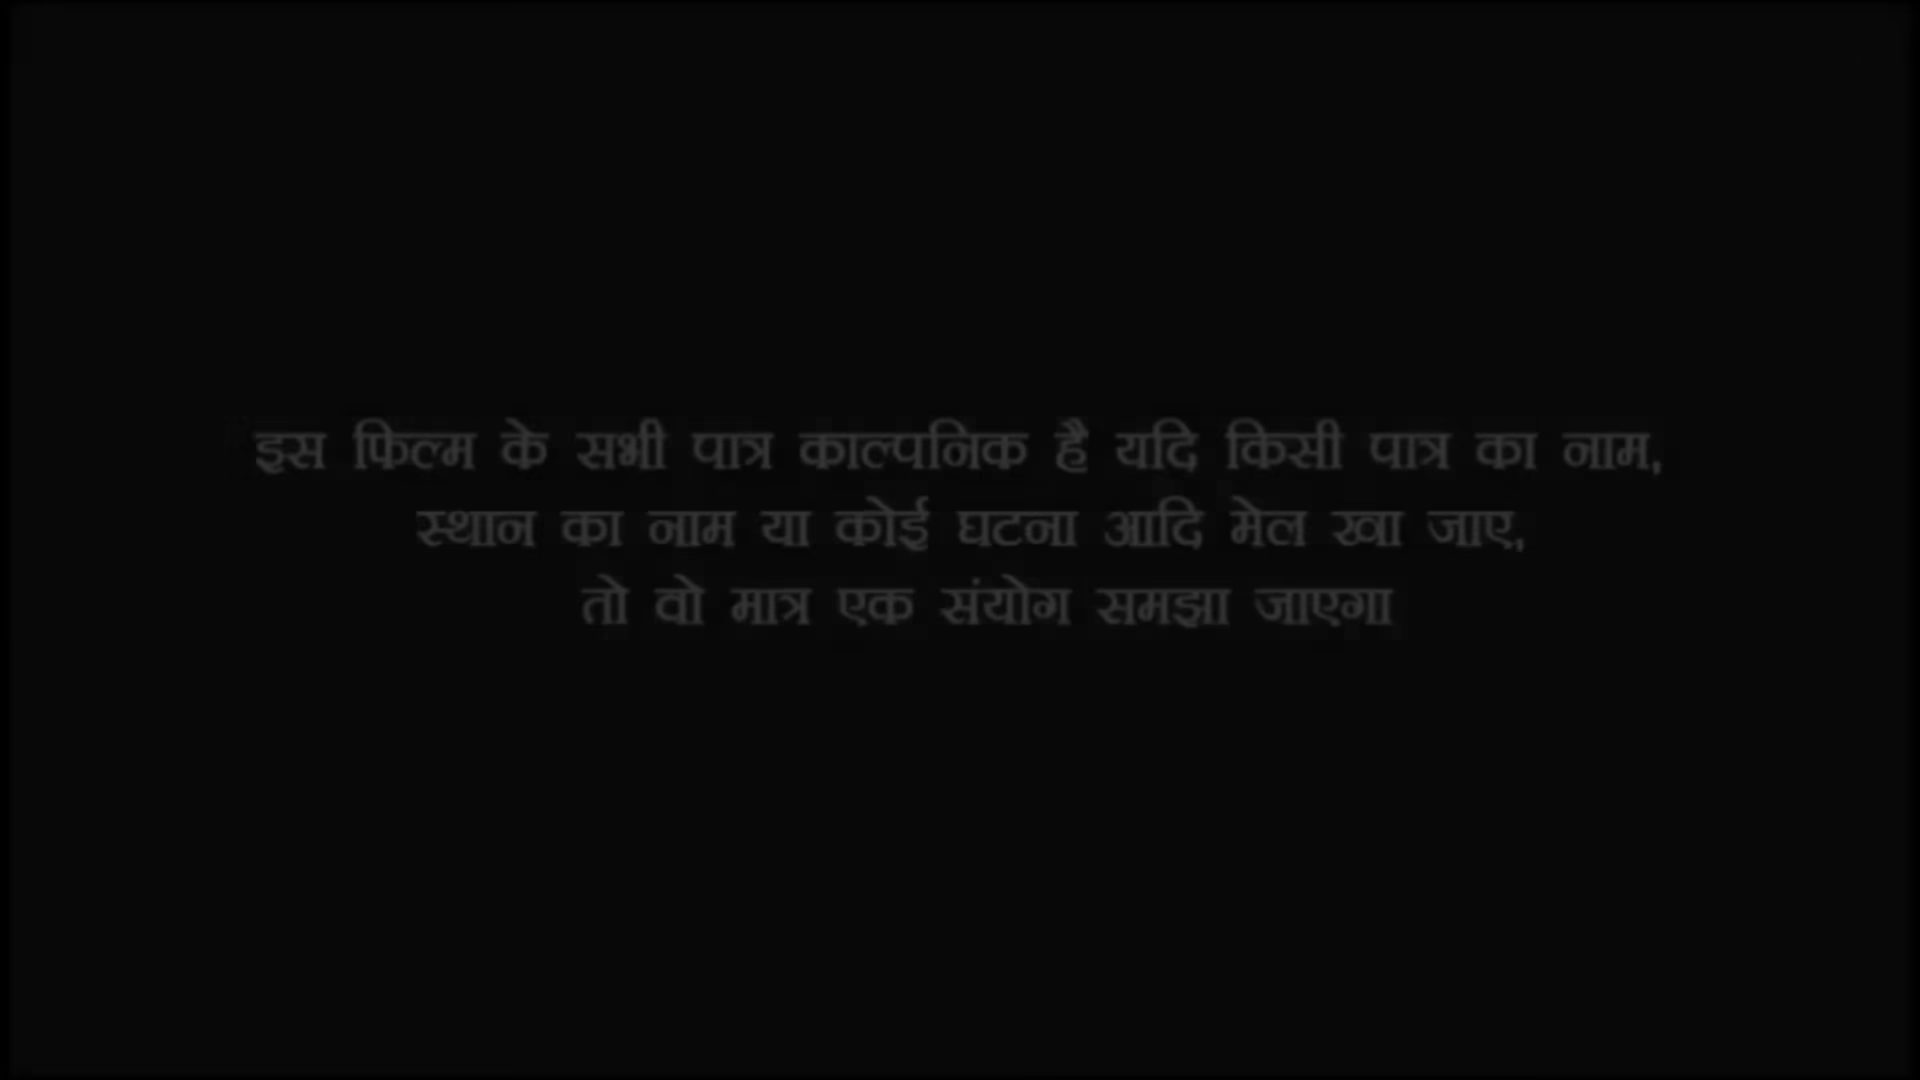 इस फिल्म के सभी पात्र काल्पनिक है यदि किसी पात्र का नाम,
स्थान का नाम या कोई घटना आदि मेल खा जाए,
तो वो मात्र एक संयोग समझा जाएगा